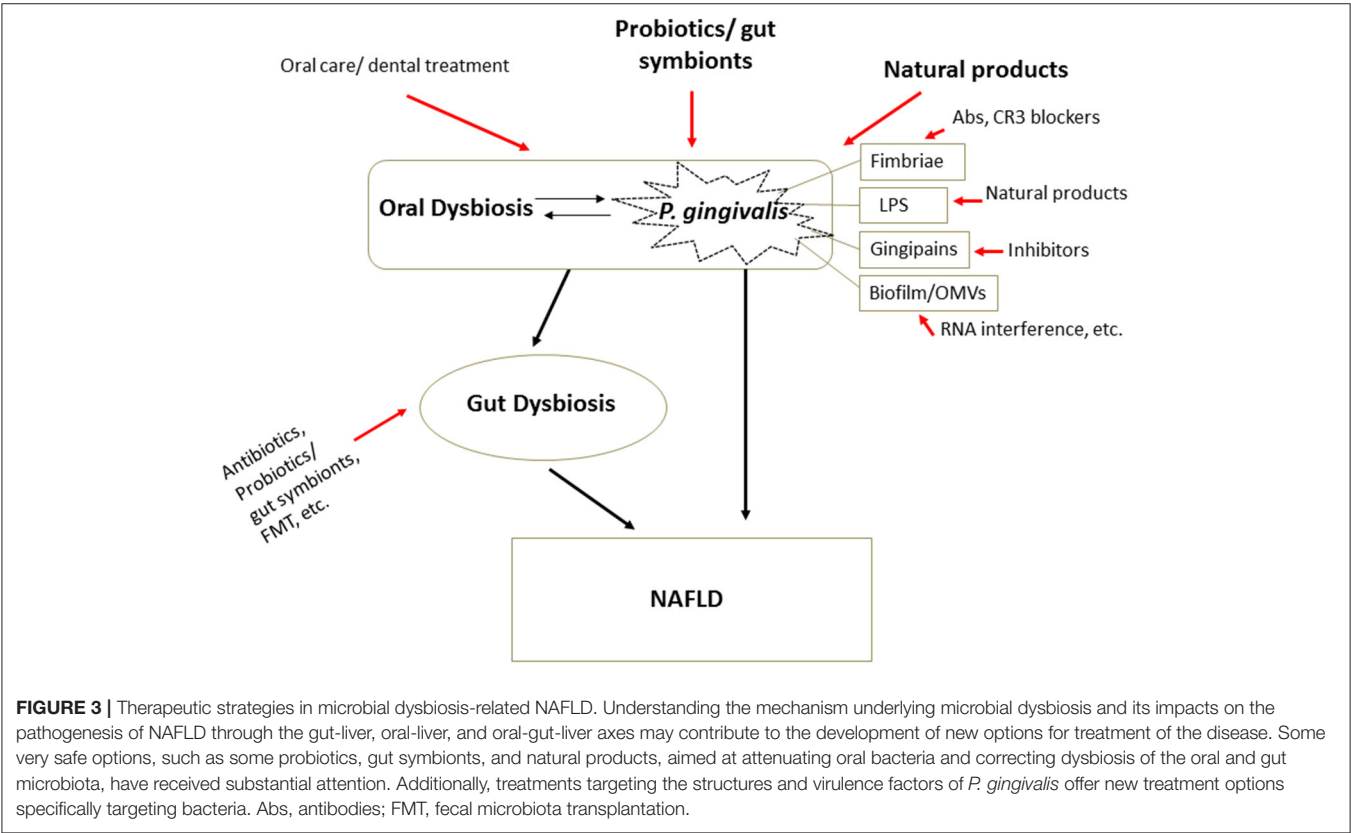 Probiotics/ gut
symbionts
Oral care/ dental treatment
Natural products
Abs, CR3 blockers
Fimbriae
Oral Dysbiosis
P. gingivalis
LPS
Natural products
Gingipains
Inhibitors
Biofilm/OMVs
RNA interference, etc.
Gut Dysbiosis
Antibiotics,
Probiotics/
gut symbionts,
FMT, etc.
NAFLD
FIGURE 3 | Therapeutic strategies in microbial dysbiosis-related NAFLD. Understanding the mechanism underlying microbial dysbiosis and its impacts on the
pathogenesis of NAFLD through the gut-liver, oral-liver, and oral-gut-liver axes may contribute to the development of new options for treatment of the disease. Some
very safe options, such as some probiotics, gut symbionts, and natural products, aimed at attenuating oral bacteria and correcting dysbiosis of the oral and gut
microbiota, have received substantial attention. Additionally, treatments targeting the structures and virulence factors of P. gingivalis offer new treatment options
specifically targeting bacteria. Abs, antibodies; FMT, fecal microbiota transplantation.